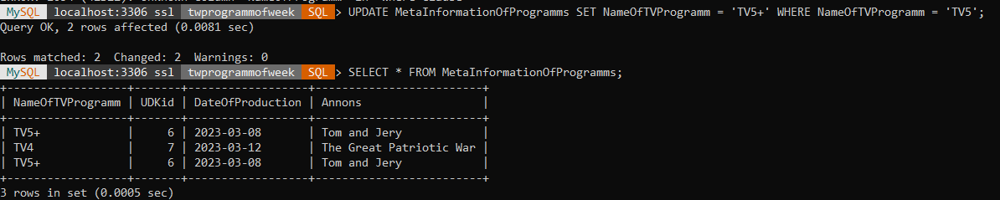 MySQL localhost:3306 ssl twprogrammofweek SQL > UPDATE MetaInformationOfProgramms SET NameOfTVProgramm = 'TV5+' WHERE NameOfTVProgramm = 'TV5';
Query OK, 2 rows affected (0.0081 sec)
Rows matched: 2 Changed: 2 Warnings: 0
MySQL localhost:3306 ssl twprogrammofweek SQL > SELECT * FROM MetaInformationOfProgramms;
+------------------+-------+------------------+-------------------------+
| NameOfTVProgramm | UDKid | DateOfProduction | Annons                  |
+------------------+-------+------------------+-------------------------+
| TV5+             |     6 | 2023-03-08       | Tom and Jery            |
| TV4              |     7 | 2023-03-12       | The Great Patriotic War |
| TV5+             |     6 | 2023-03-08       | Tom and Jery            |
+------------------+-------+------------------+-------------------------+
3 rows in set (0.0005 sec)